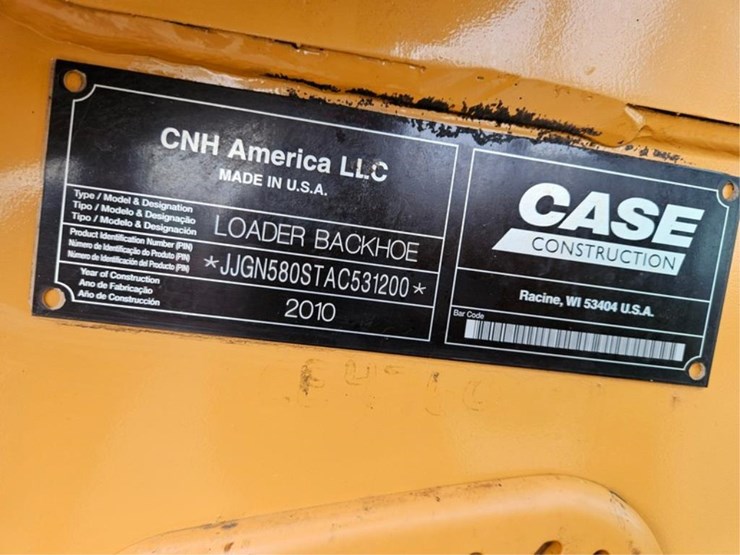 CNH America LLC
MADE IN U.S.A.
Type / Model & Designation
Tipo / Modelo & Designação
Tipo / Modelo & Designación
LOADER BACKHOE
Product Identification Number (PIN)
Número de Identificação do Produto (PIN)
Número de Identificación del Producto (PIN)
*JJGN580STAC531200*
Year of Construction
Ano de Fabricação
Año de Construcción
2010
CASE
CONSTRUCTION
Racine, WI 53404 U.S.A.
Bar Code